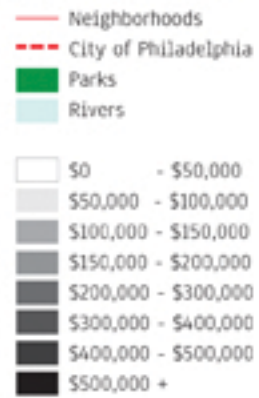 Neighborhoods
City of Philadelphia
Parks
Rivers
$0 - $50,000
$50,000 - $100,000
$100,000 - $150,000
$150,000 - $200,000
$200,000 - $300,000
$300,000 - $400,000
$400,000 - $500,000
$500,000 +